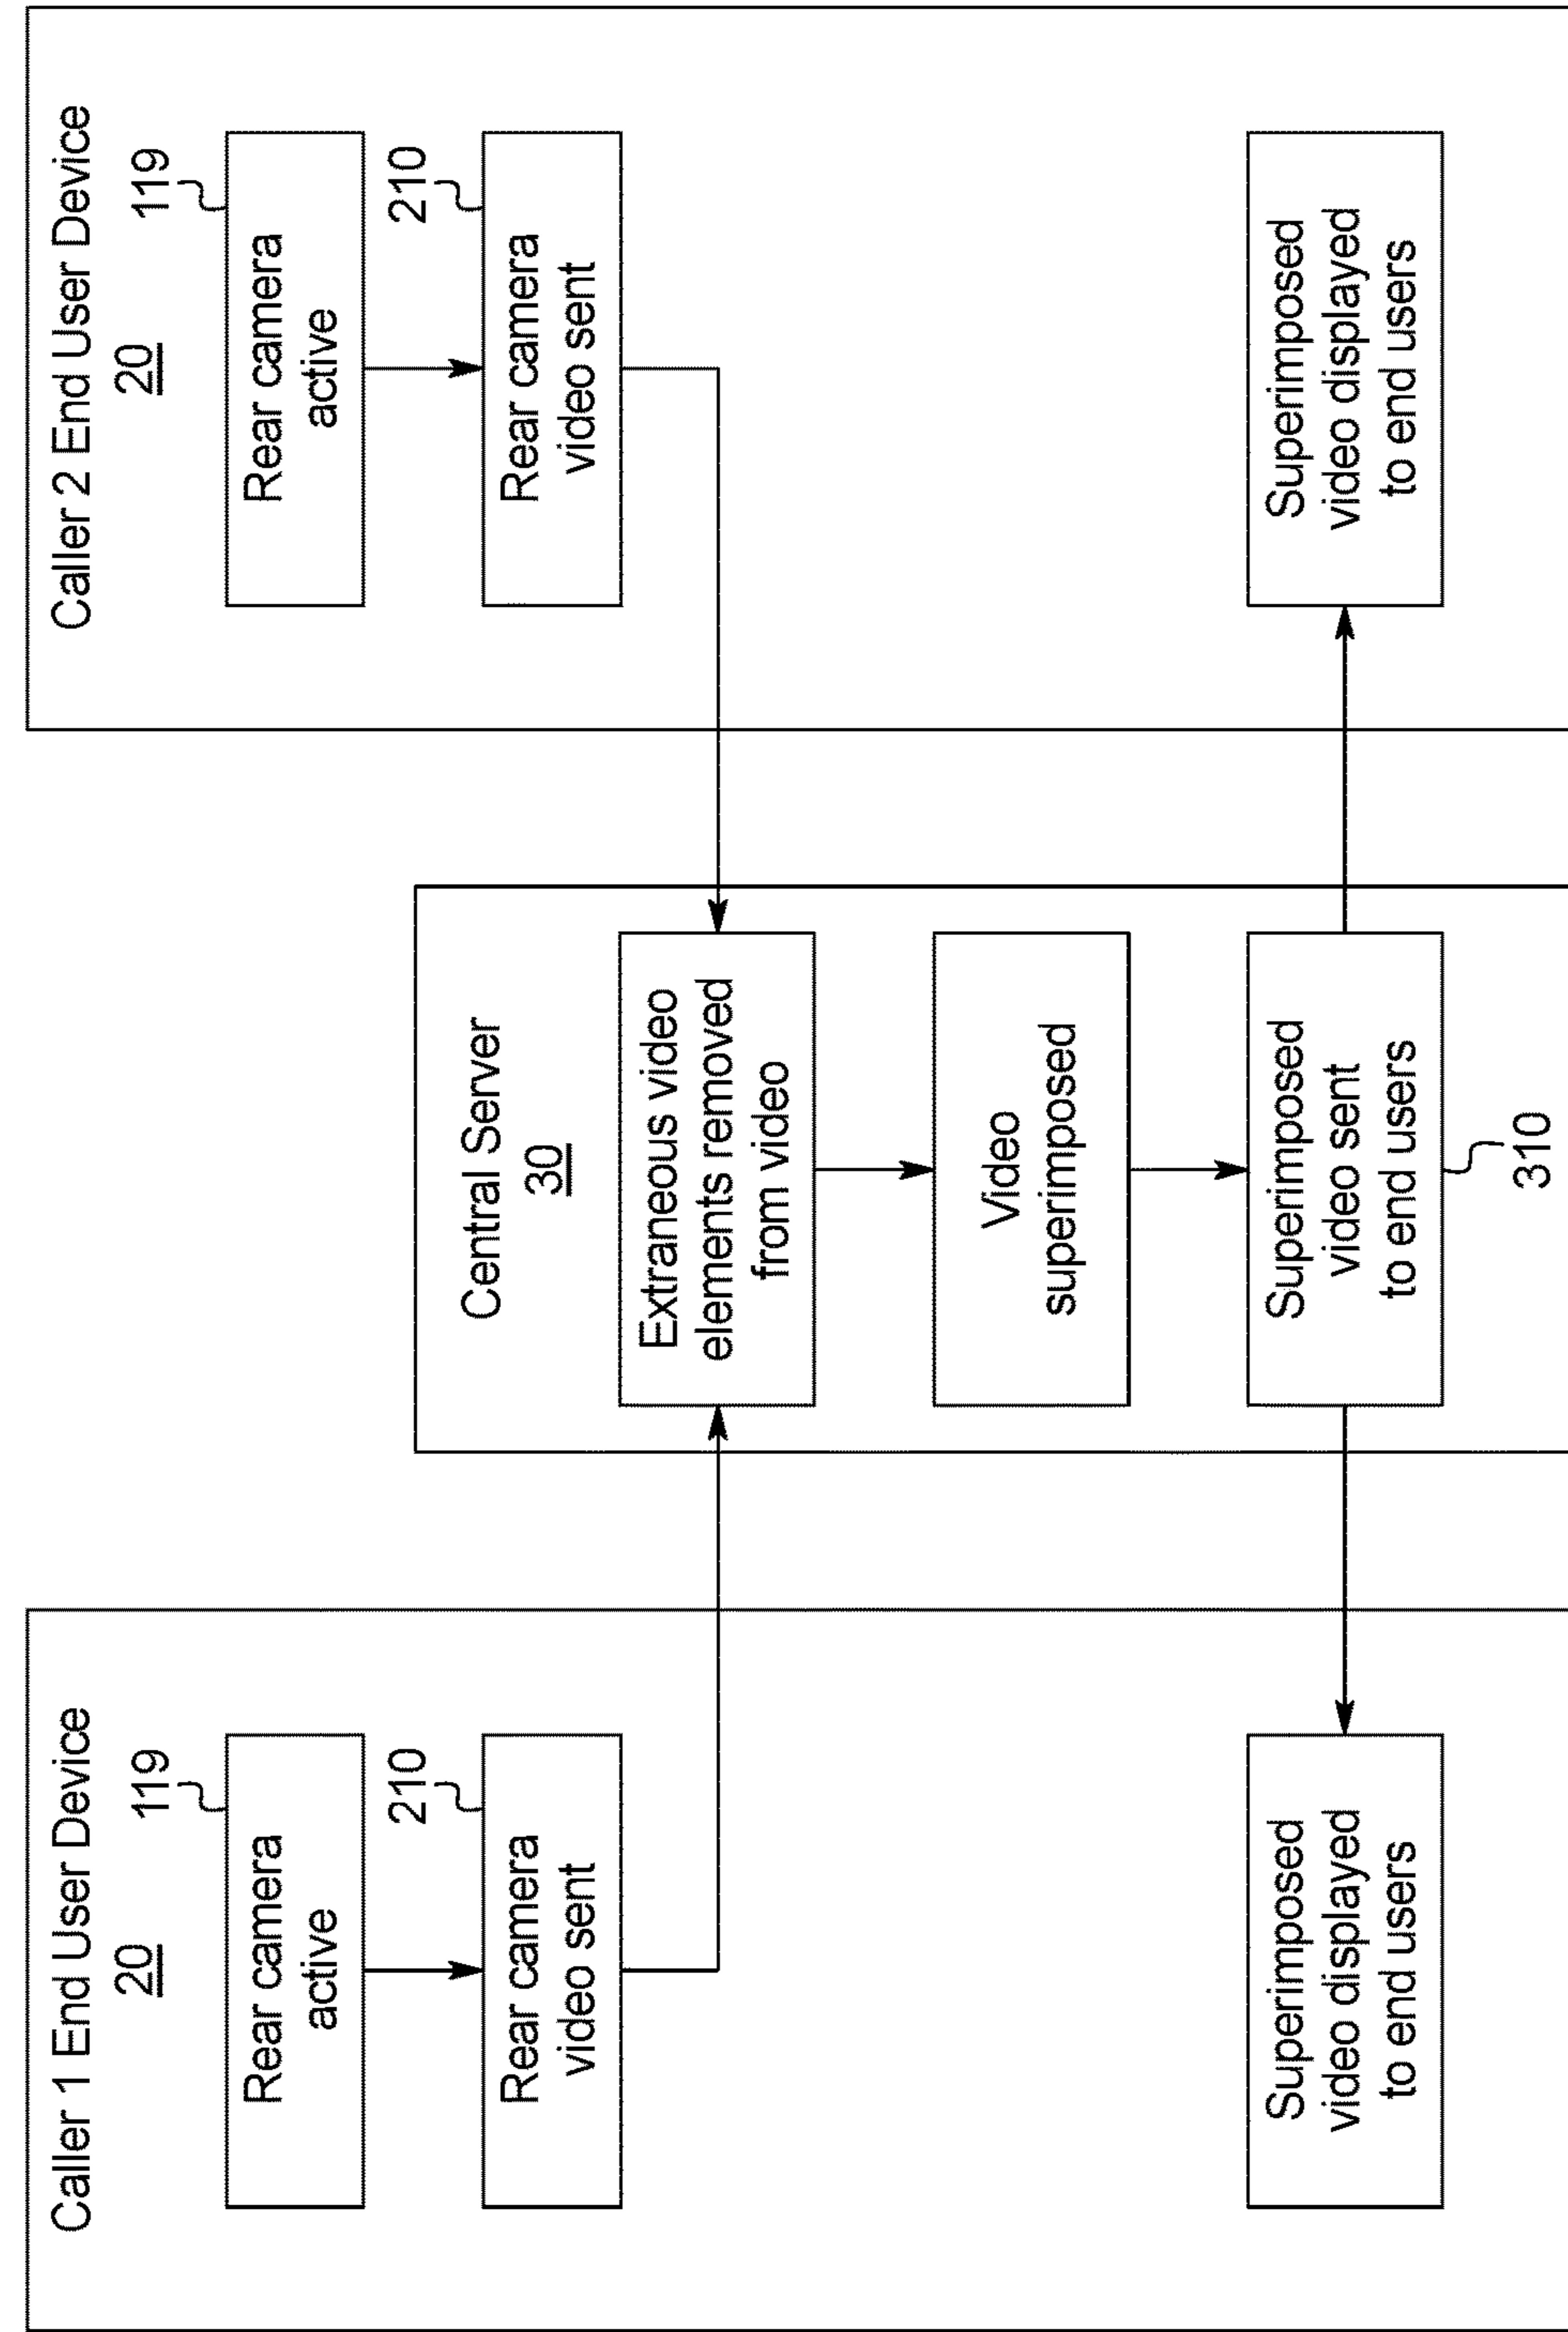 Caller 1 End User Device
20
119
Rear camera
active
210
Rear camera
video sent
Superimposed
video displayed
to end users
Central Server
30
Extraneous video
elements removed
from video
Video
superimposed
Superimposed
video sent
to end users
310
Caller 2 End User Device
20
119
Rear camera
active
210
Rear camera
video sent
Superimposed
video displayed
to end users